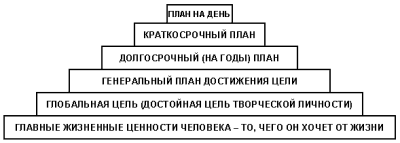 ПЛАН НА ДЕНЬ
КРАТКОСРОЧНЫЙ ПЛАН
ДОЛГОСРОЧНЫЙ (НА ГОДЫ) ПЛАН
ГЕНЕРАЛЬНЫЙ ПЛАН ДОСТИЖЕНИЯ ЦЕЛИ
ГЛОБАЛЬНАЯ ЦЕЛЬ (ДОСТОЙНАЯ ЦЕЛЬ ТВОРЧЕСКОЙ ЛИЧНОСТИ)
ГЛАВНЫЕ ЖИЗНЕННЫЕ ЦЕННОСТИ ЧЕЛОВЕКА – ТО, ЧЕГО ОН ХОЧЕТ ОТ ЖИЗНИ